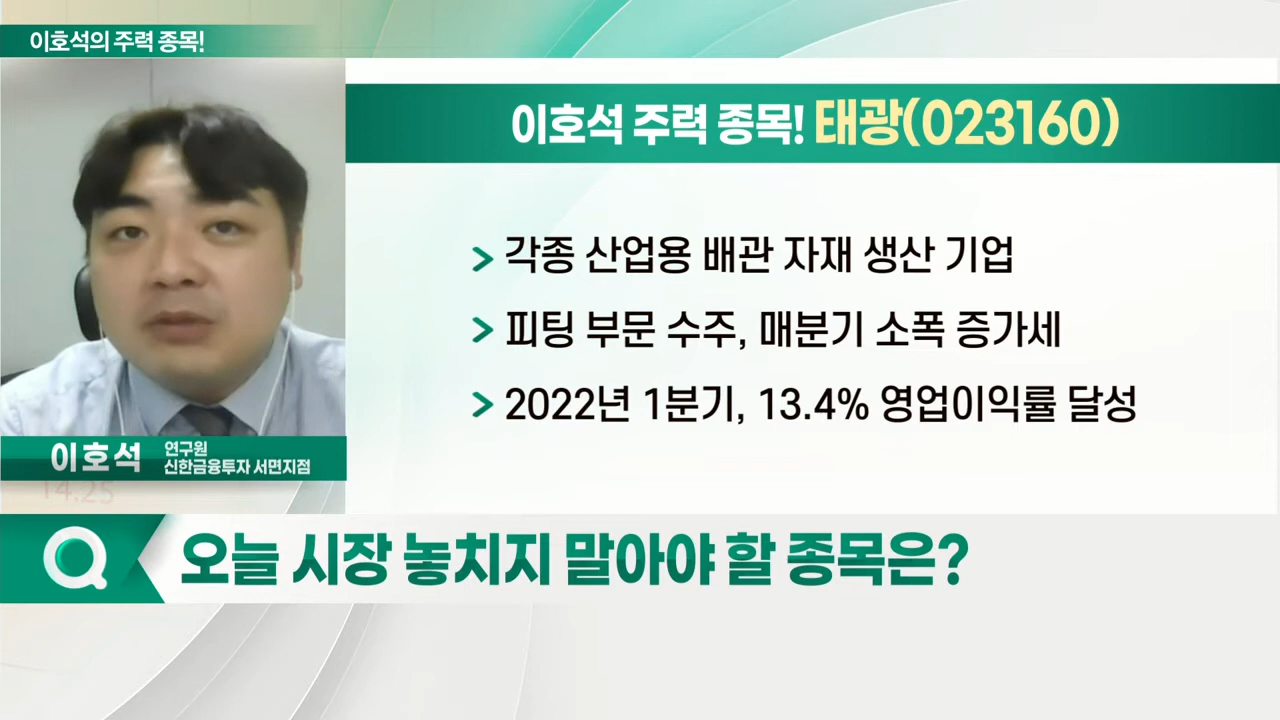 이호석의 주력 종목!
이호석 주력 종목! 태광(023160)
> 각종 산업용 배관 자재 생산 기업
> 피팅 부문 수주, 매분기 소폭 증가세
> 2022년 1분기, 13.4% 영업이익률 달성
이호석 연구원
신한금융투자 서면지점
14:25
Q 오늘 시장 놓치지 말아야 할 종목은?